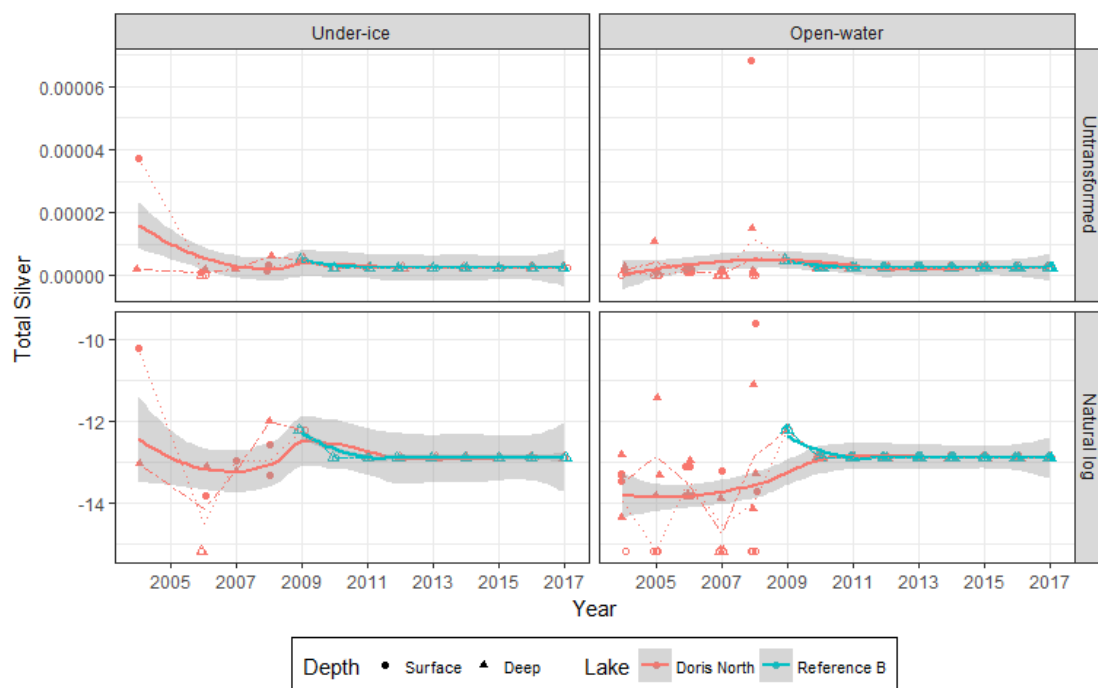 Under-ice Open-water
Total Silver
0.00006
0.00004
0.00002
0.00000
Untransformed
-10
-12
-14
Natural log
2005 2007 2009 2011 2013 2015 2017 2005 2007 2009 2011 2013 2015 2017
Year
Depth Surface Deep Lake Doris North Reference B